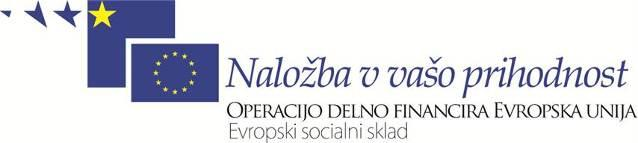 Naložba v vašo prihodnost
OPERACIJO DELNO FINANCIRA EVROPSKA UNIJA
Evropski socialni sklad